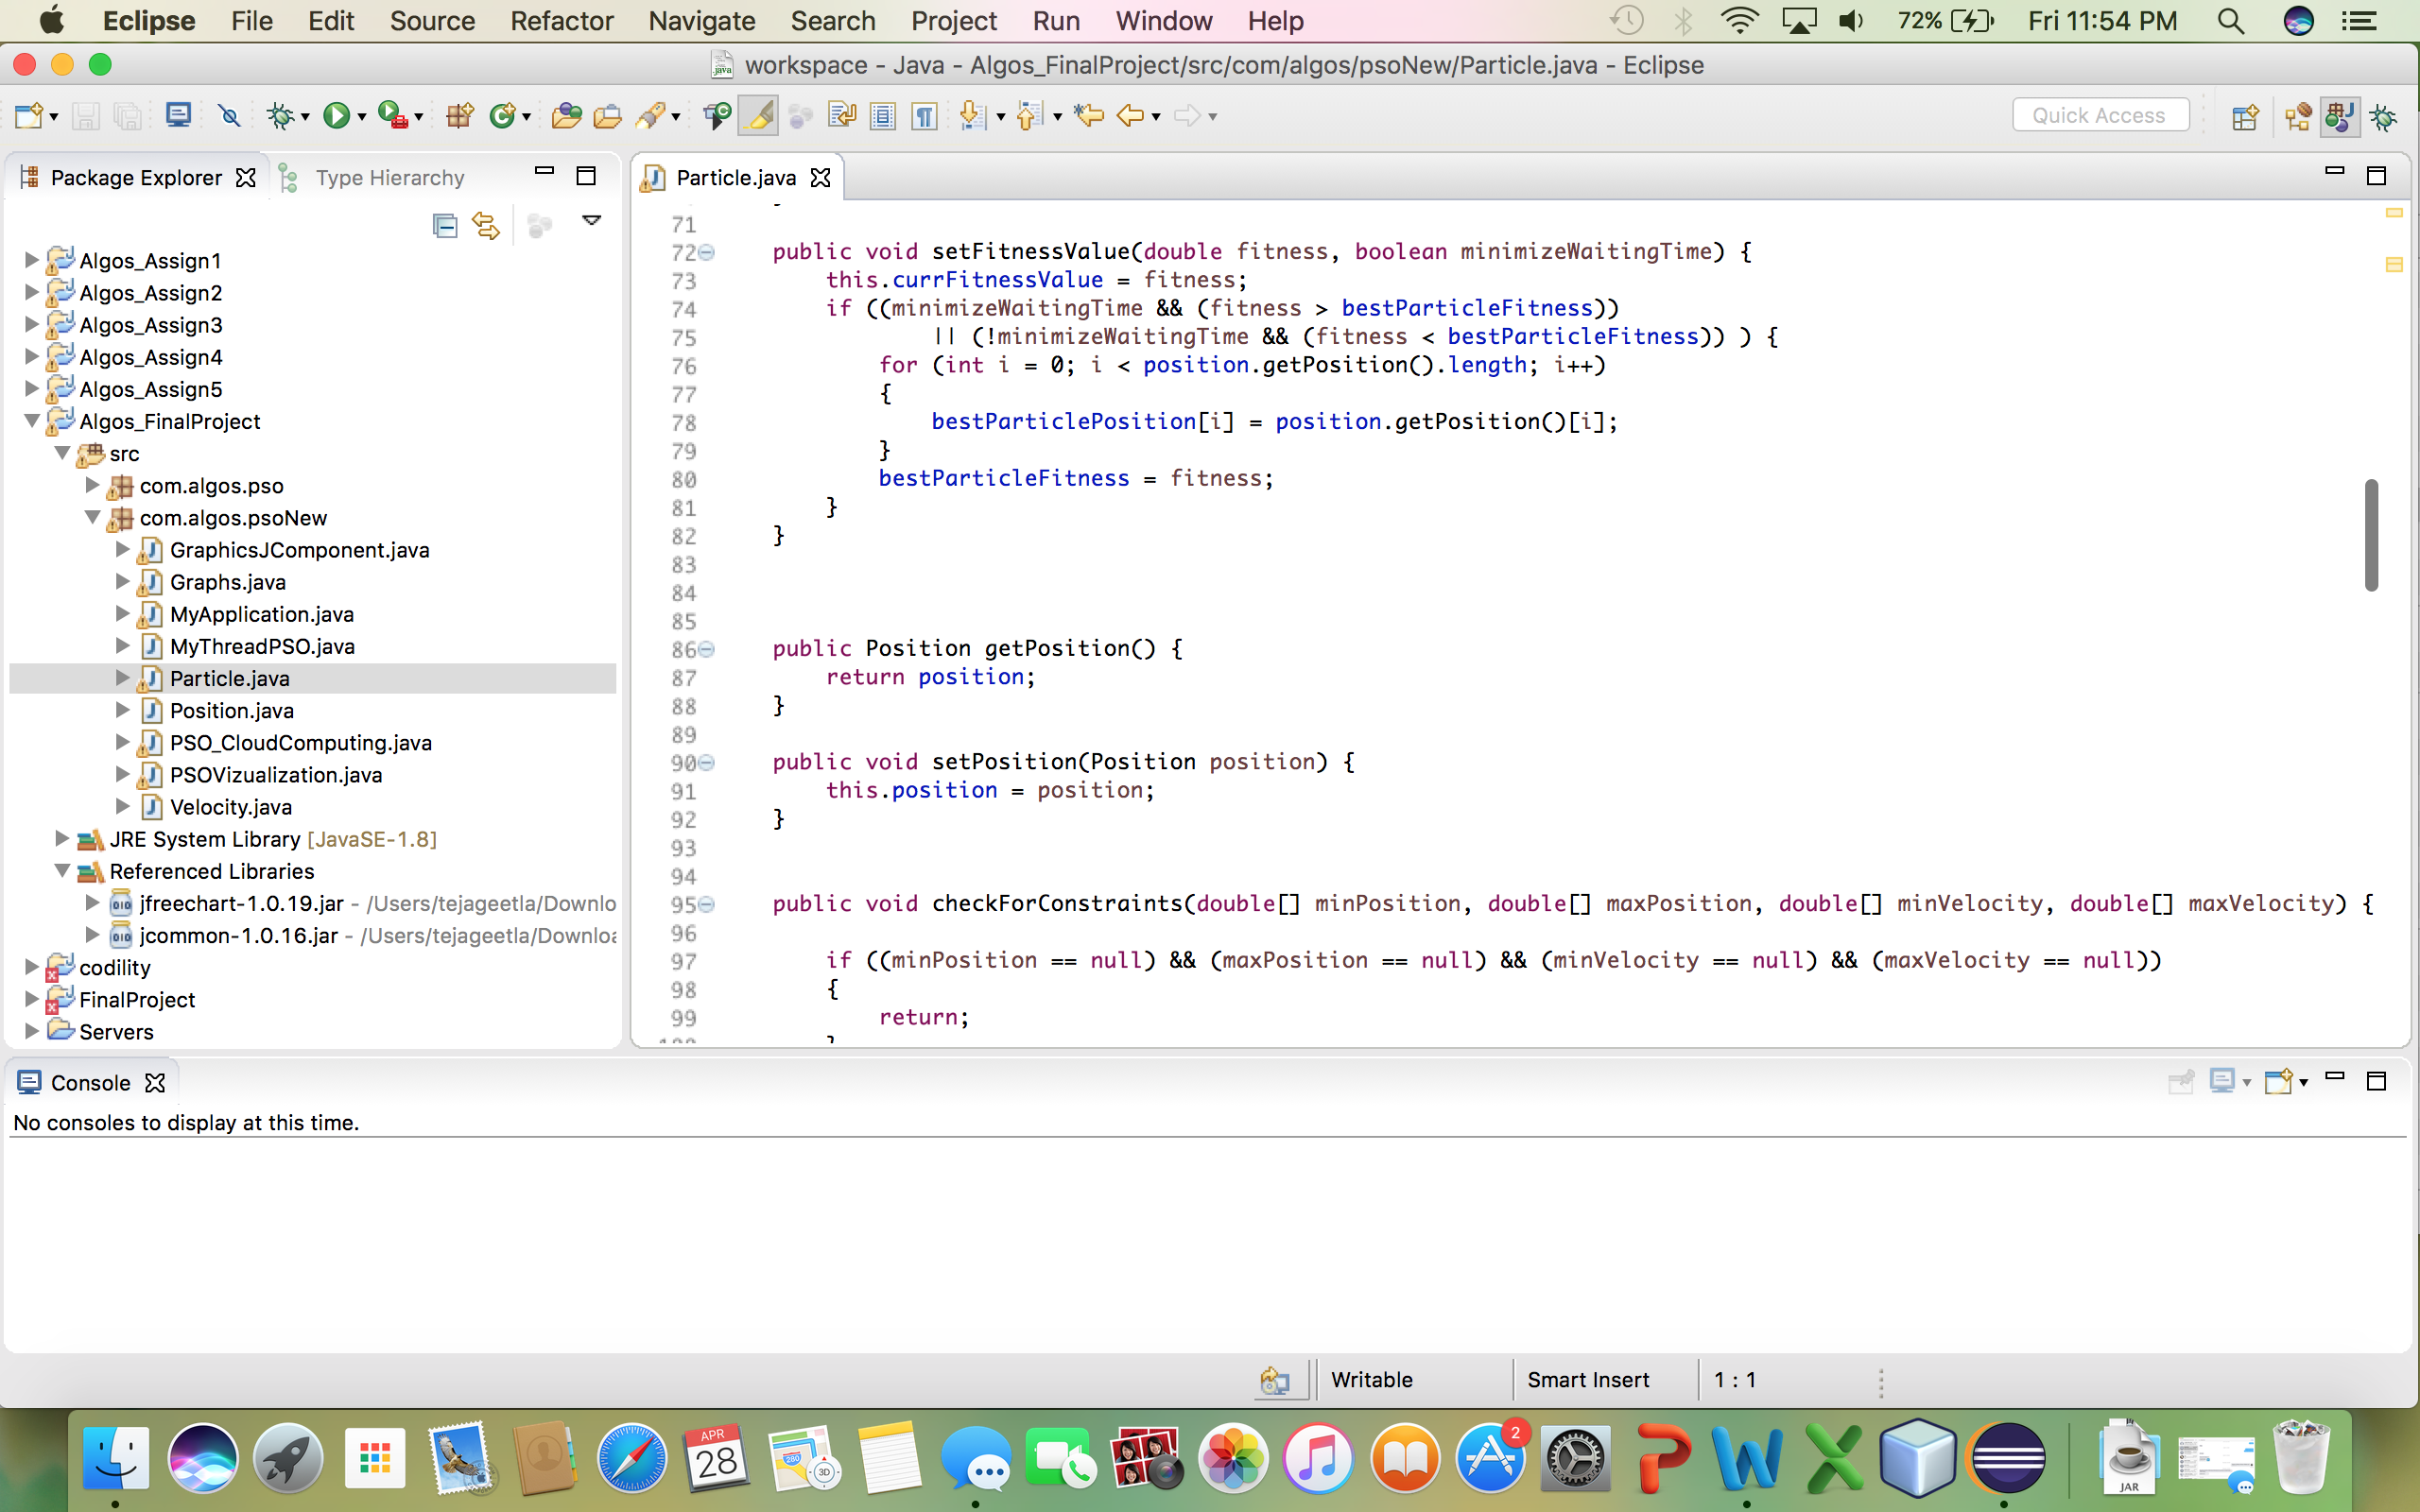 Eclipse File Edit Source Refactor Navigate Search Project Run Window Help 72% Fri 11:54 PM
workspace - Java - Algos_FinalProject/src/com/algos/psoNew/Particle.java - Eclipse
Quick Access
Package Explorer Type Hierarchy
Algos_Assign1
Algos_Assign2
Algos_Assign3
Algos_Assign4
Algos_Assign5
Algos_FinalProject
src
com.algos.pso
com.algos.psoNew
GraphicsJComponent.java
Graphs.java
MyApplication.java
MyThreadPSO.java
Particle.java
Position.java
PSO_CloudComputing.java
PSOVizualization.java
Velocity.java
JRE System Library [JavaSE-1.8]
Referenced Libraries
jfreechart-1.0.19.jar - /Users/tejageetla/Downlo
jcommon-1.0.16.jar - /Users/tejageetla/Downloa
codility
FinalProject
Servers
Particle.java
71
72 public void setFitnessValue(double fitness, boolean minimizeWaitingTime) {
73 this.currFitnessValue = fitness;
74 if ((minimizeWaitingTime && (fitness > bestParticleFitness))
75 || (!minimizeWaitingTime && (fitness < bestParticleFitness)) ) {
76 for (int i = 0; i < position.getPosition().length; i++)
77 {
78 bestParticlePosition[i] = position.getPosition()[i];
79 }
80 bestParticleFitness = fitness;
81 }
82 }
83
84
85
86 public Position getPosition() {
87 return position;
88 }
89
90 public void setPosition(Position position) {
91 this.position = position;
92 }
93
94
95 public void checkForConstraints(double[] minPosition, double[] maxPosition, double[] minVelocity, double[] maxVelocity) {
96
97 if ((minPosition == null) && (maxPosition == null) && (minVelocity == null) && (maxVelocity == null))
98 {
99 return;
Console
No consoles to display at this time.
Writable Smart Insert 1 : 1
APR
28
280
3D
2
JAR